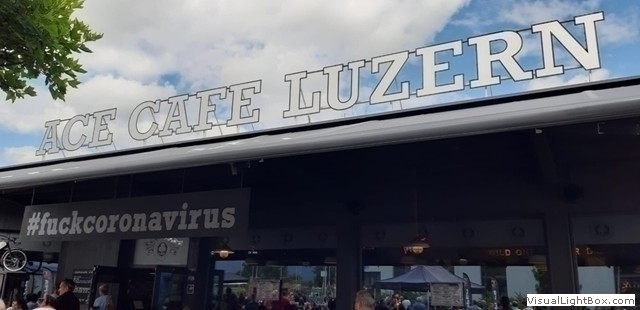 ACE CAFE LUZERN
#fuckcoronavirus
VisualLightBox.com